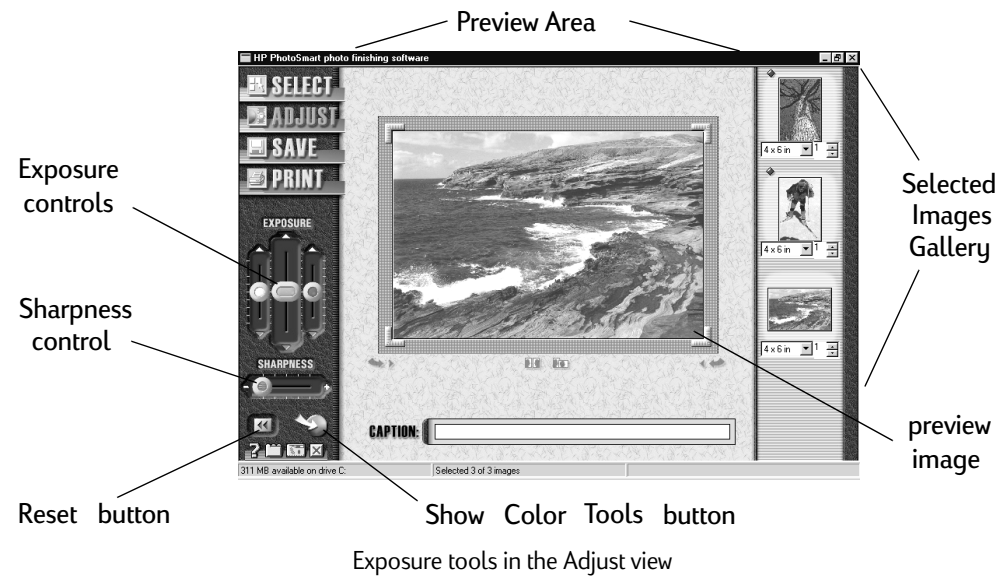 Preview Area
HP PhotoSmart photo finishing software
SELECT
ADJUST
SAVE
PRINT
EXPOSURE
SHARPNESS
- +
4 x 6 in 1
4 x 6 in 1
4 x 6 in 1
CAPTION:
?
311 MB available on drive C:
Selected 3 of 3 images
Exposure
controls
Sharpness
control
Selected
Images
Gallery
preview
image
Reset button
Show Color Tools button
Exposure tools in the Adjust view